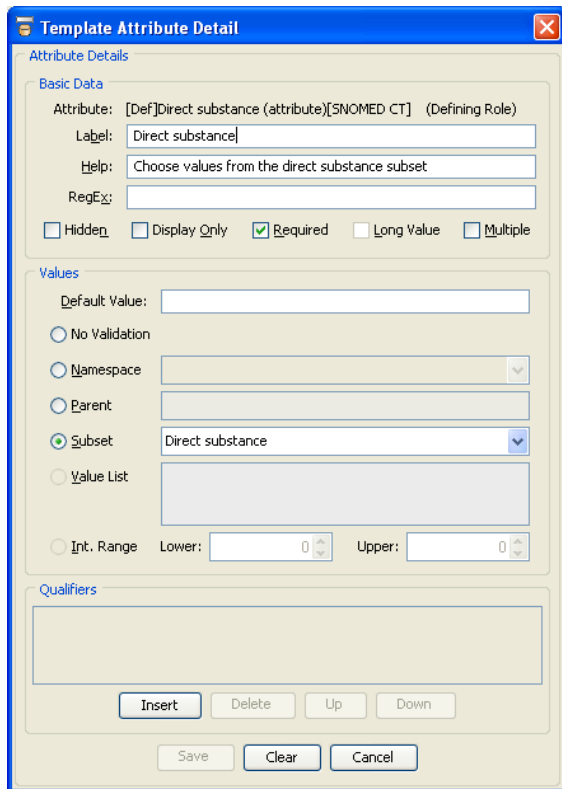 Template Attribute Detail
Attribute Details
Basic Data
Attribute: [Def]Direct substance (attribute)[SNOMED CT] (Defining Role)
Label: Direct substance
Help: Choose values from the direct substance subset
RegEx:
Hidden Display Only Required Long Value Multiple
Values
Default Value:
No Validation
Namespace
Parent
Subset Direct substance
Value List
Int. Range Lower: 0 Upper: 0
Qualifiers
Insert Delete Up Down
Save Clear Cancel